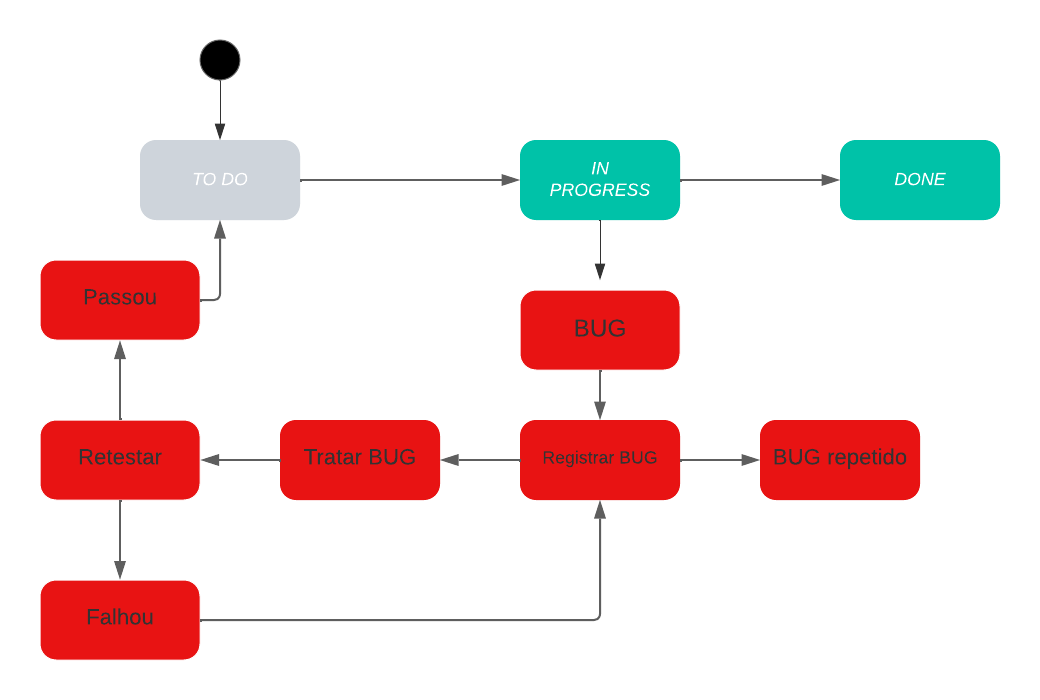 TO DO
IN
PROGRESS
DONE
Passou
BUG
Retestar
Tratar BUG
Registrar BUG
BUG repetido
Falhou